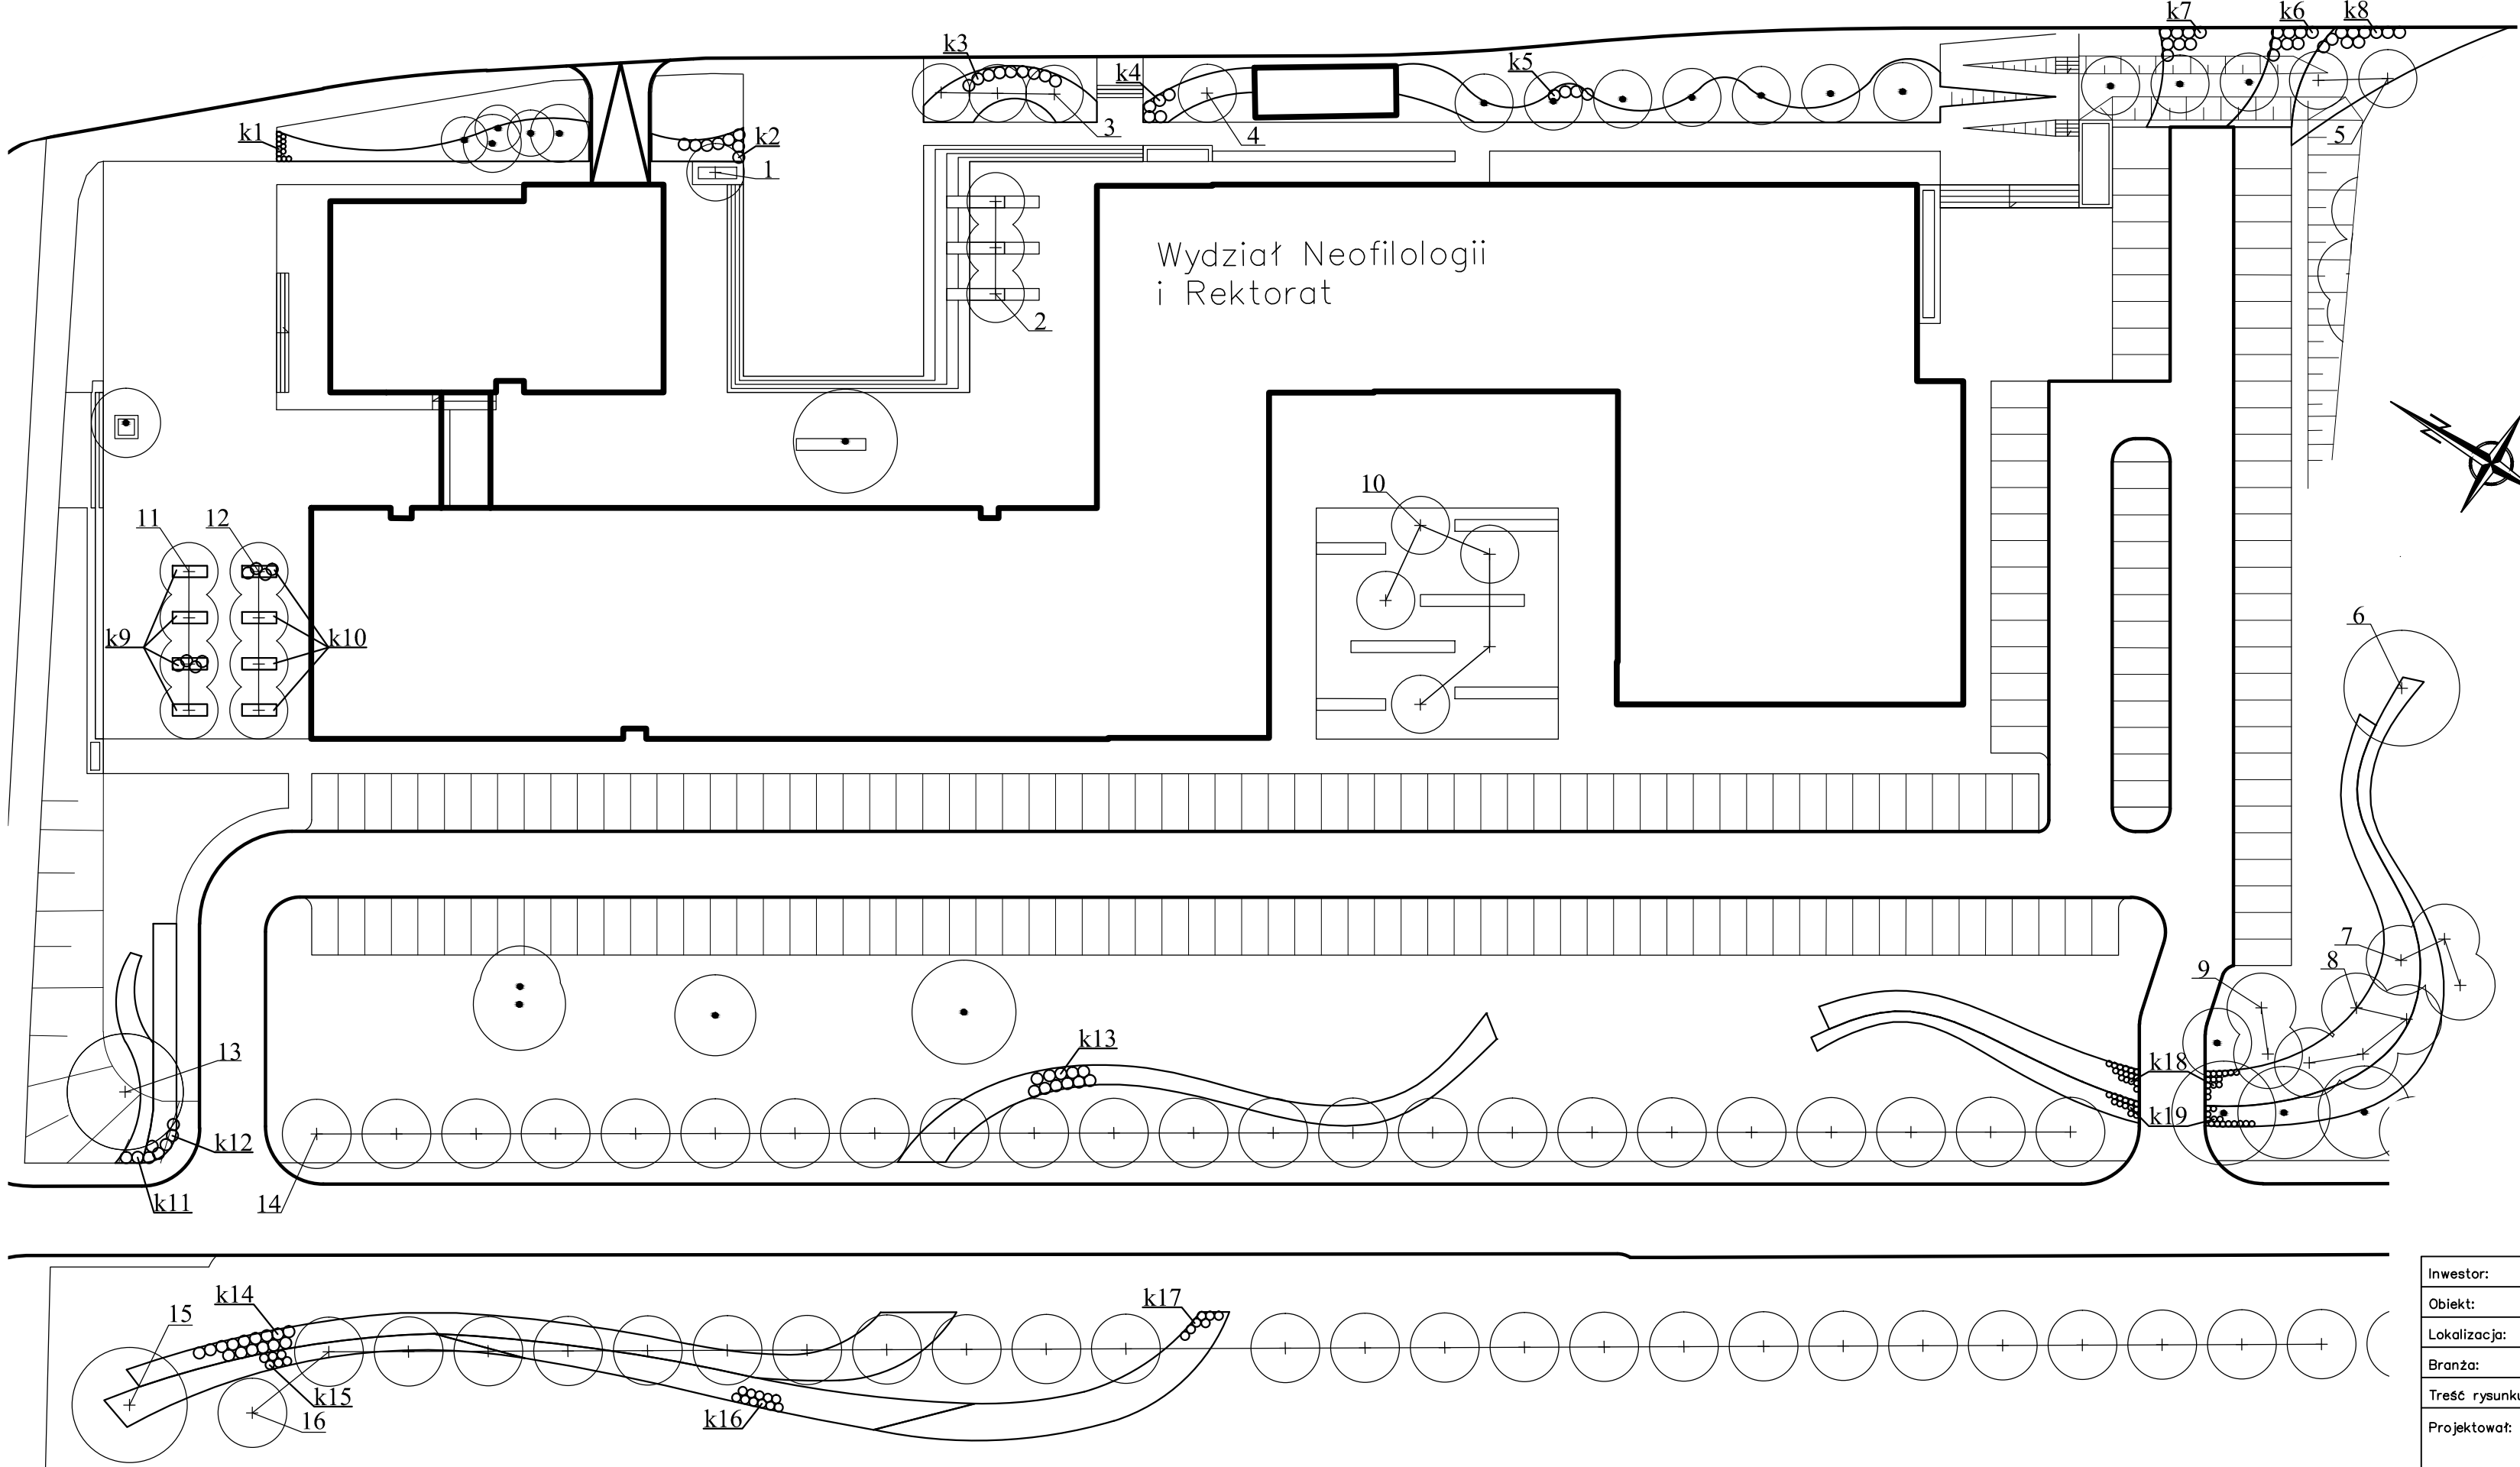 k7
k6
k8
k3
k4
k5
k1
k2
3
4
5
1
Wydział Neofilologii
i Rektorat
2
N
10
11
12
k9
k10
6
7
8
9
13
k13
k18
k19
k12
k11
14
k14
15
k17
k15
16
k16
Inwestor:
Obiekt:
Lokalizacja:
Branża:
Treść rysunku
Projektował: